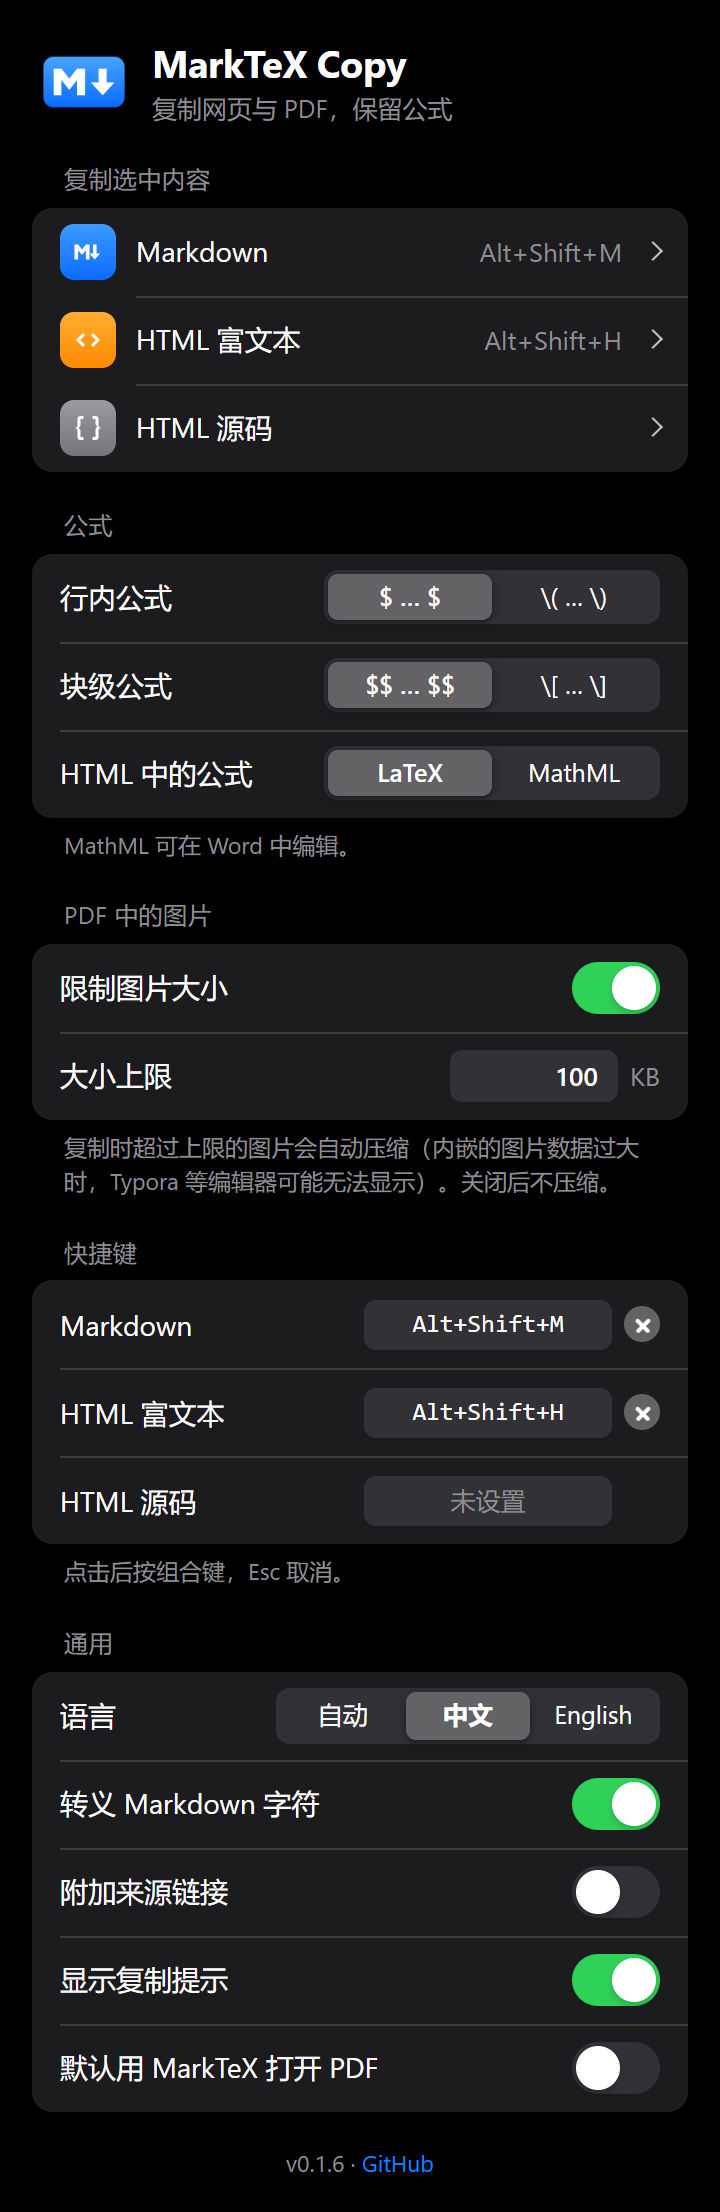 MarkTeX Copy
复制网页与 PDF，保留公式
复制选中内容
M↓ Markdown Alt+Shift+M
HTML 富文本 Alt+Shift+H
{ } HTML 源码
公式
行内公式 $ ... $ \( ... \)
块级公式 $$ ... $$ \[ ... \]
HTML 中的公式 LaTeX MathML
MathML 可在 Word 中编辑。
PDF 中的图片
限制图片大小
大小上限 100 KB
复制时超过上限的图片会自动压缩（内嵌的图片数据过大
时，Typora 等编辑器可能无法显示）。关闭后不压缩。
快捷键
Markdown Alt+Shift+M
HTML 富文本 Alt+Shift+H
HTML 源码 未设置
点击后按组合键，Esc 取消。
通用
语言 自动 中文 English
转义 Markdown 字符
附加来源链接
显示复制提示
默认用 MarkTeX 打开 PDF
v0.1.6 · GitHub